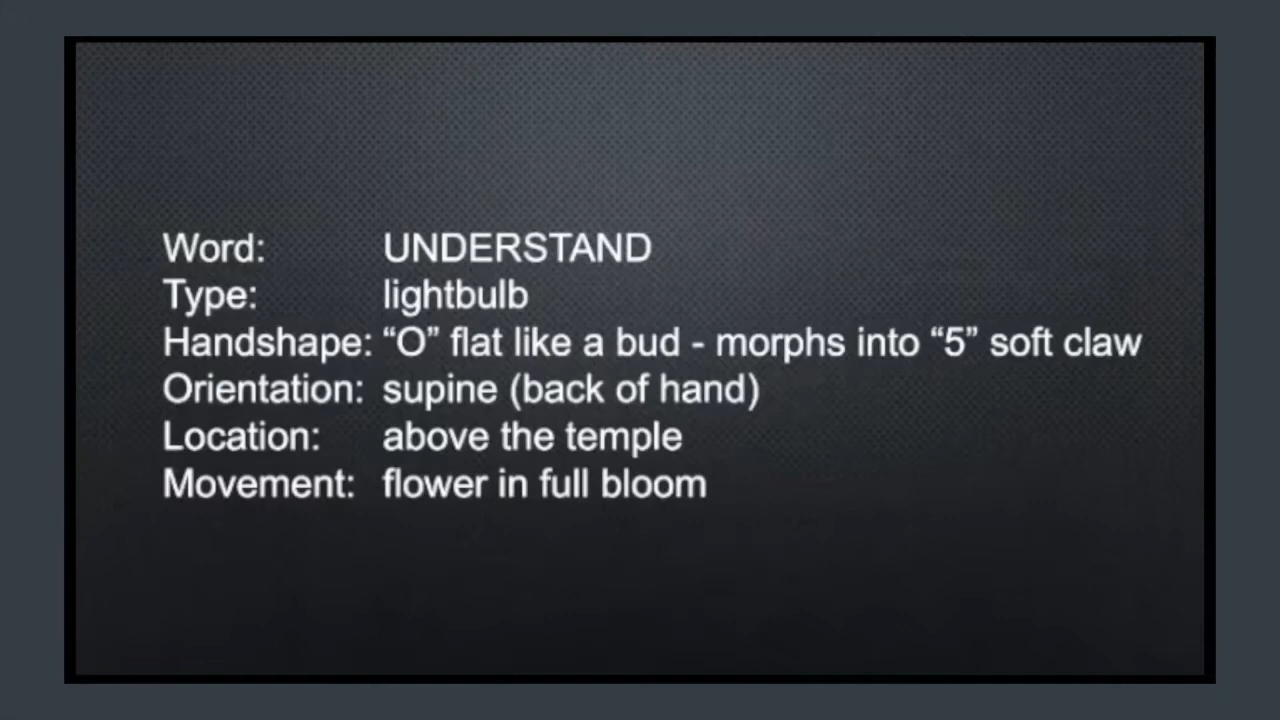 Word: UNDERSTAND
Type: lightbulb
Handshape: “O” flat like a bud - morphs into “5” soft claw
Orientation: supine (back of hand)
Location: above the temple
Movement: flower in full bloom